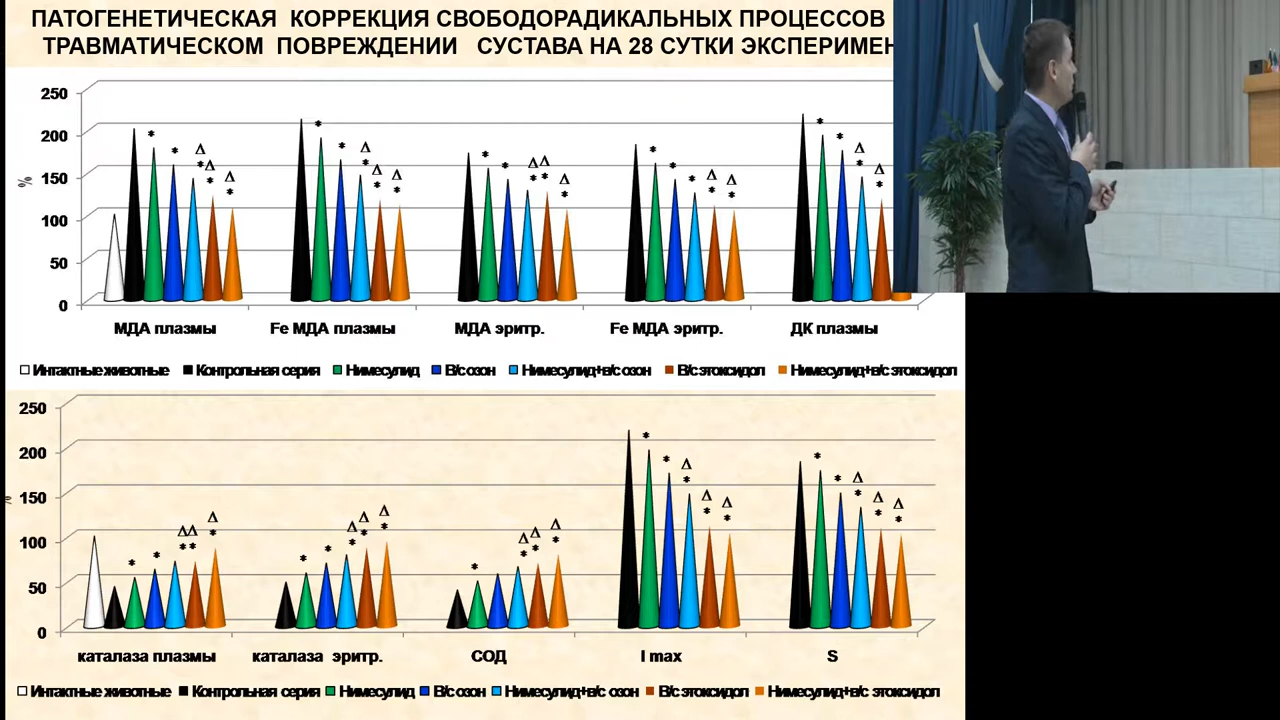 ПАТОГЕНЕТИЧЕСКАЯ КОРРЕКЦИЯ СВОБОДОРАДИКАЛЬНЫХ ПРОЦЕССОВ
ТРАВМАТИЧЕСКОМ ПОВРЕЖДЕНИИ СУСТАВА НА 28 СУТКИ ЭКСПЕРИМЕН
250
200
150
100
50
0
%
* * Δ * Δ * Δ *
* * Δ * Δ * Δ *
* * Δ * Δ * Δ *
* * * Δ * Δ *
* * Δ * Δ *
МДА плазмы Fe МДА плазмы МДА эритр. Fe МДА эритр. ДК плазмы
Интактные животные Контрольная серия Нимесулид В/с озон Нимесулид+в/с озон В/с этоксидол Нимесулид+в/с этоксидол
250
200
150
100
50
0
%
* * Δ * Δ * Δ *
* * Δ * Δ * Δ *
* Δ * Δ * Δ *
* * Δ * Δ * Δ *
* * Δ * Δ * Δ *
каталаза плазмы каталаза эритр. СОД I max S
Интактные животные Контрольная серия Нимесулид В/с озон Нимесулид+в/с озон В/с этоксидол Нимесулид+в/с этоксидол